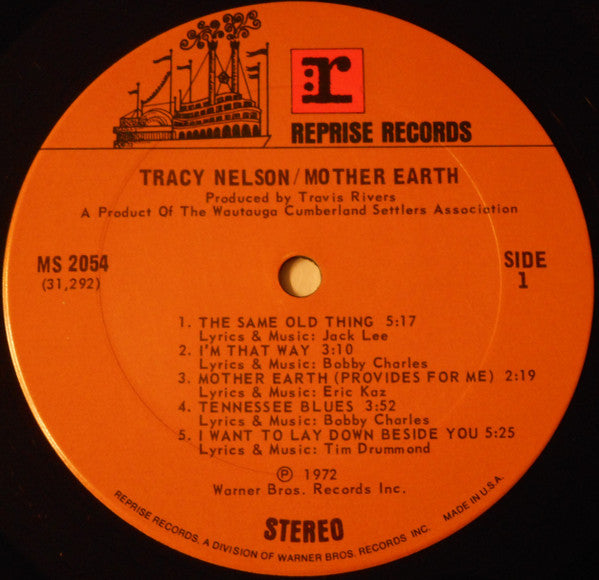 r
REPRISE RECORDS
TRACY NELSON/MOTHER EARTH
Produced by Travis Rivers
A Product Of The Wautauga Cumberland Settlers Association
MS 2054
(31,292)
SIDE
1
1. THE SAME OLD THING 5:17
Lyrics & Music: Jack Lee
2. I'M THAT WAY 3:10
Lyrics & Music: Bobby Charles
3. MOTHER EARTH (PROVIDES FOR ME) 2:19
Lyrics & Music: Eric Kaz
4. TENNESSEE BLUES 3:52
Lyrics & Music: Bobby Charles
5. I WANT TO LAY DOWN BESIDE YOU 5:25
Lyrics & Music: Tim Drummond
Ⓟ 1972
Warner Bros. Records Inc.
STEREO
REPRISE RECORDS, A DIVISION OF WARNER BROS. RECORDS INC. MADE IN U.S.A.